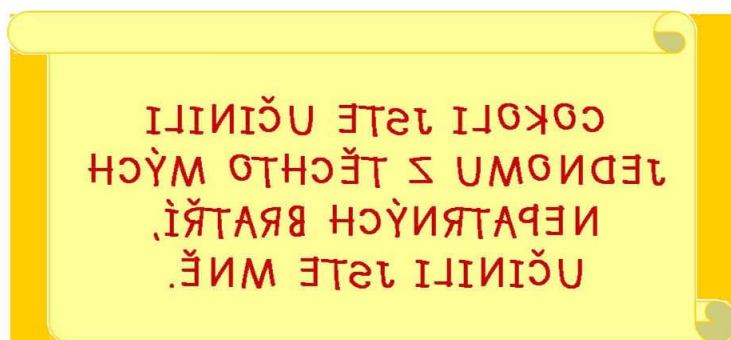 COKOLI JSTE UČINILI
JEDNOMU Z TĚCHTO MÝCH
NEPATRNÝCH BRATŘÍ,
UČINILI JSTE MNĚ.